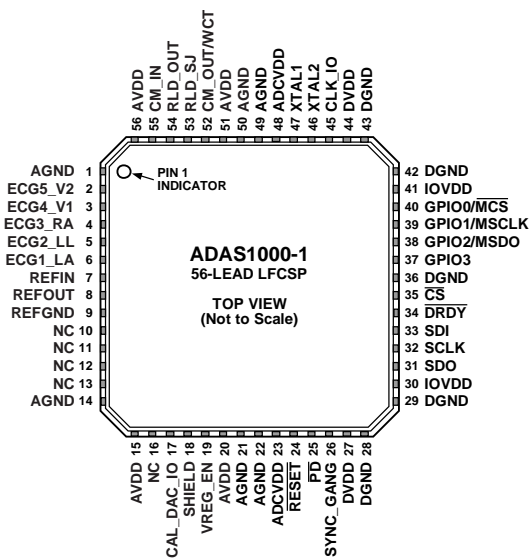 56 AVDD
55 CM_IN
54 RLD_OUT
53 RLD_SJ
52 CM_OUT/WCT
51 AVDD
50 AGND
49 AGND
48 ADCVDD
47 XTAL1
46 XTAL2
45 CLK_IO
44 DVDD
43 DGND
AGND 1
ECG5_V2 2
ECG4_V1 3
ECG3_RA 4
ECG2_LL 5
ECG1_LA 6
REFIN 7
REFOUT 8
REFGND 9
NC 10
NC 11
NC 12
NC 13
AGND 14
PIN 1
INDICATOR
ADAS1000-1
56-LEAD LFCSP
TOP VIEW
(Not to Scale)
42 DGND
41 IOVDD
40 GPIO0/MCS
39 GPIO1/MSCLK
38 GPIO2/MSDO
37 GPIO3
36 DGND
35 CS
34 DRDY
33 SDI
32 SCLK
31 SDO
30 IOVDD
29 DGND
AVDD 15
NC 16
CAL_DAC_IO 17
SHIELD 18
VREG_EN 19
AVDD 20
AGND 21
AGND 22
ADCVDD 23
RESET 24
PD 25
SYNC_GANG 26
DVDD 27
DGND 28